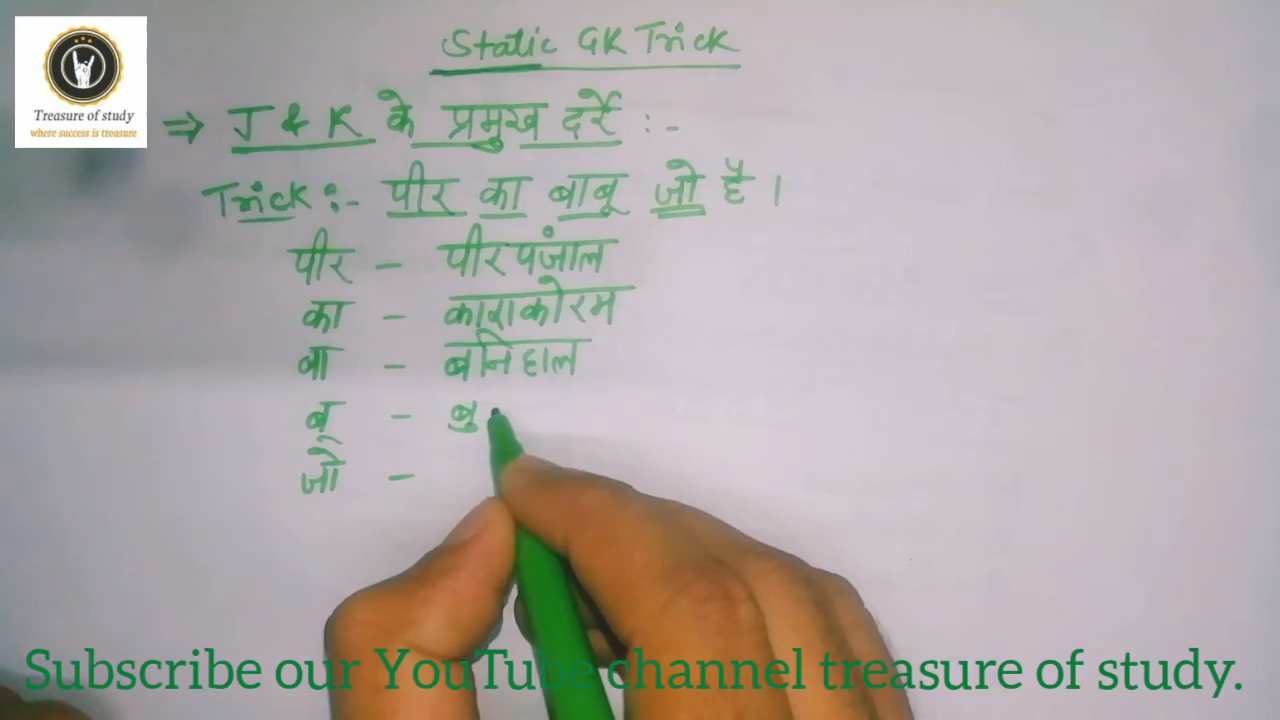 Treasure of study
where success is treasure
Static GK Trick
⇒ J & K के प्रमुख दर्रे :-
Trick :- पीर का बाबू जो है ।
पीर - पीरपंजाल
का - काराकोरम
बा - बनिहाल
बू - बु
जो -
Subscribe our YouTube channel treasure of study.